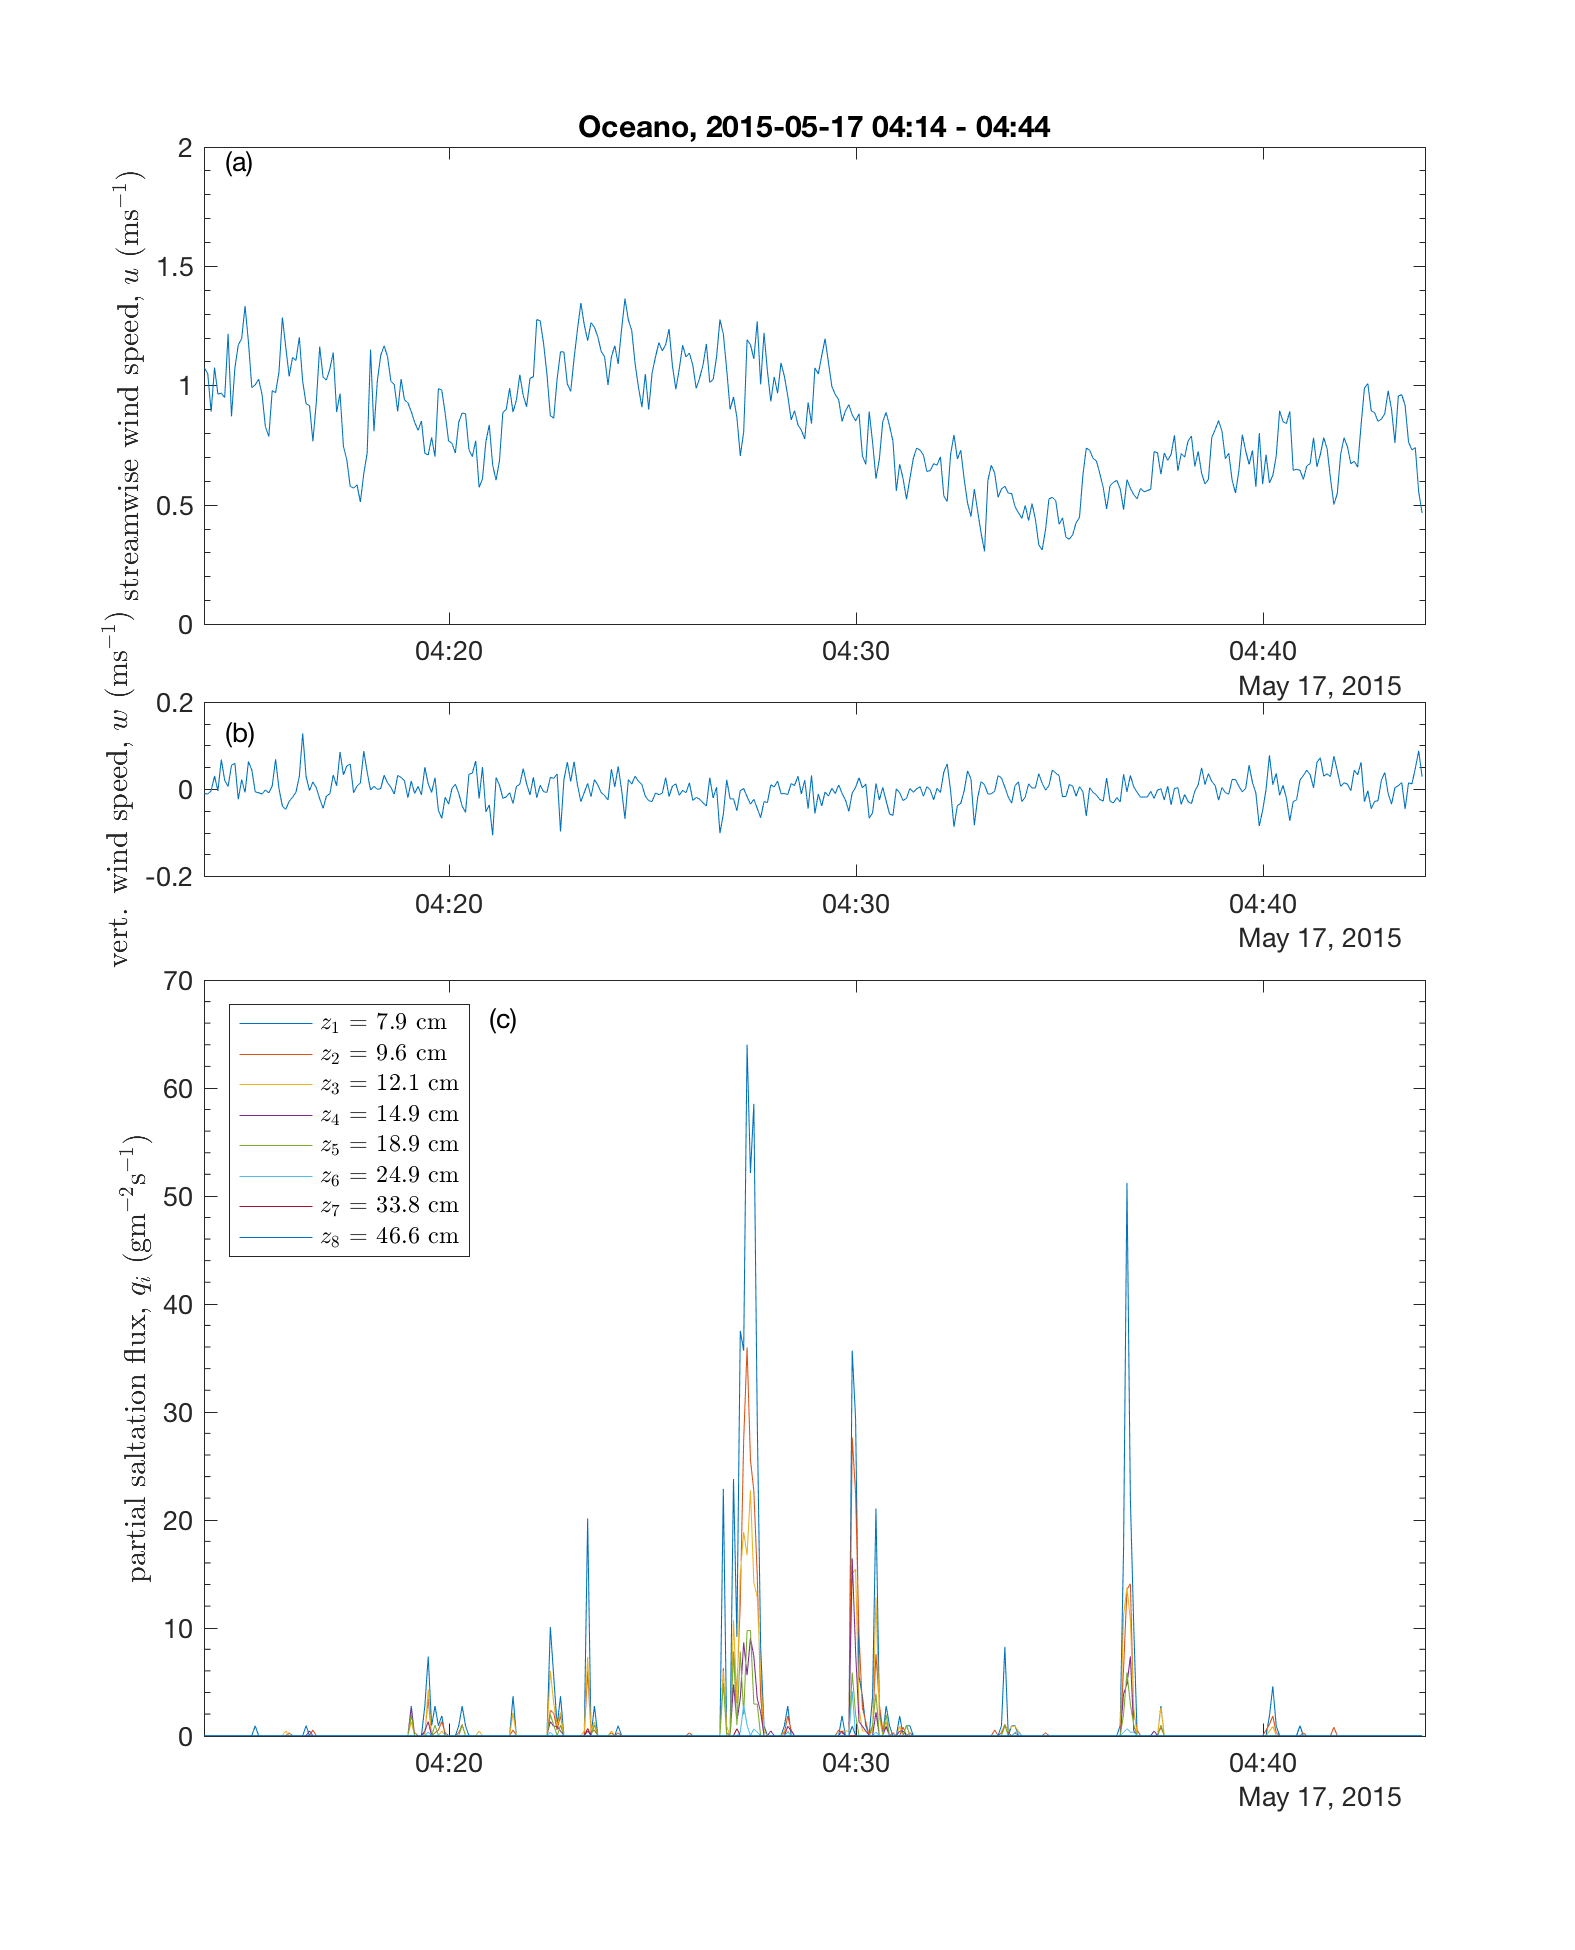 Oceano, 2015-05-17 04:14 - 04:44
(a)
streamwise wind speed, u (ms⁻¹)
2
1.5
1
0.5
0
04:20 04:30 04:40
May 17, 2015
(b)
vert. wind speed, w (ms⁻¹)
0.2
0
-0.2
04:20 04:30 04:40
May 17, 2015
(c)
partial saltation flux, qᵢ (gm⁻²s⁻¹)
70
60
50
40
30
20
10
0
z₁ = 7.9 cm
z₂ = 9.6 cm
z₃ = 12.1 cm
z₄ = 14.9 cm
z₅ = 18.9 cm
z₆ = 24.9 cm
z₇ = 33.8 cm
z₈ = 46.6 cm
04:20 04:30 04:40
May 17, 2015